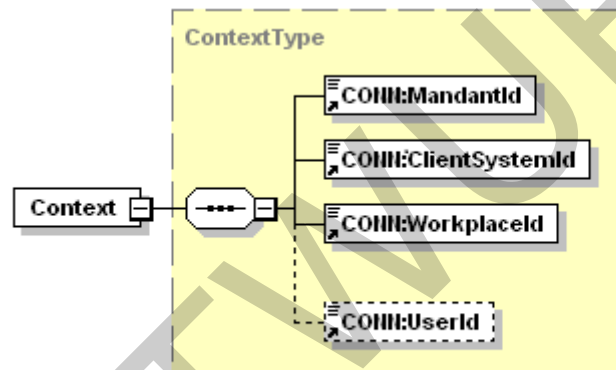 ContextType
CONN:MandantId
CONN:ClientSystemId
Context
CONN:WorkplaceId
CONN:UserId